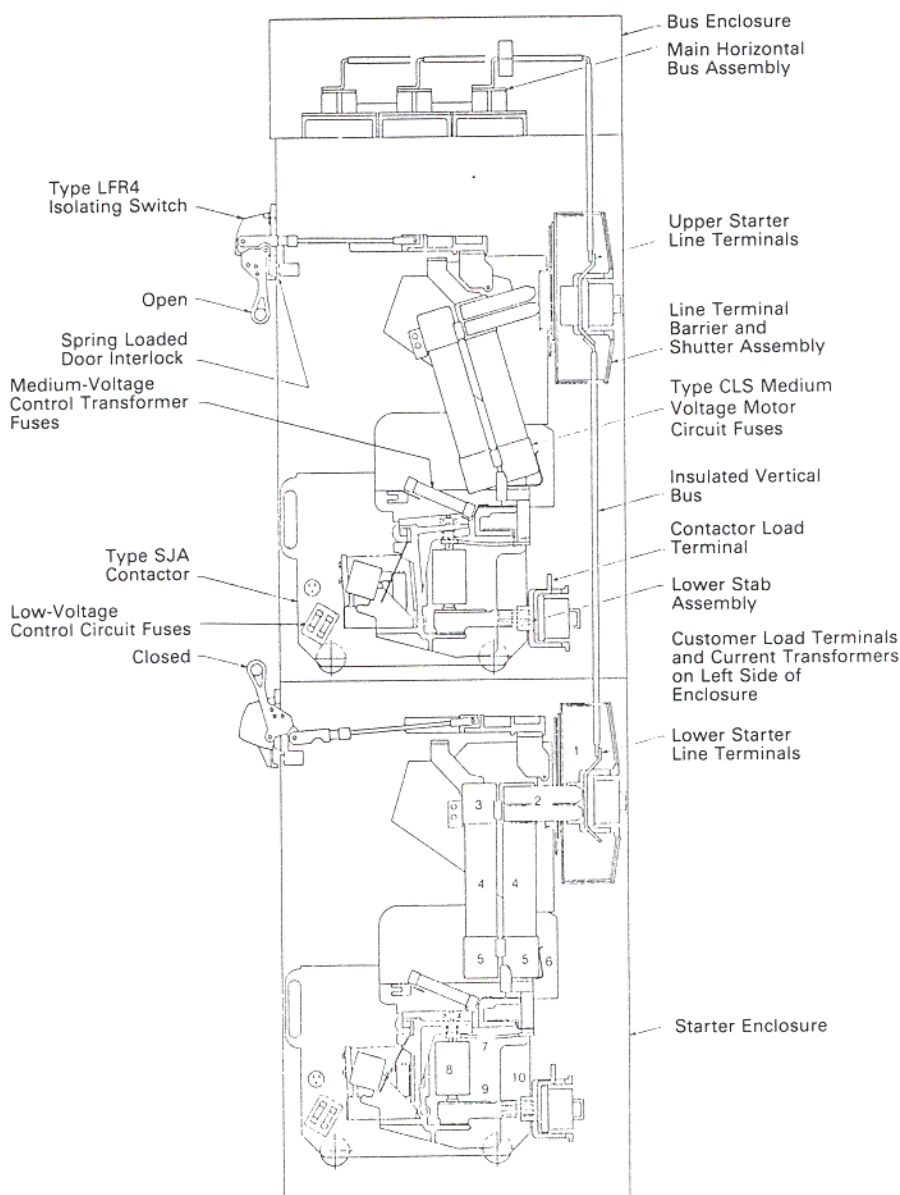 Bus Enclosure
Main Horizontal
Bus Assembly
Type LFR4
Isolating Switch
Upper Starter
Line Terminals
Open
Spring Loaded
Door Interlock
Line Terminal
Barrier and
Shutter Assembly
Medium-Voltage
Control Transformer
Fuses
Type CLS Medium
Voltage Motor
Circuit Fuses
Insulated Vertical
Bus
Contactor Load
Terminal
Type SJA
Contactor
Lower Stab
Assembly
Low-Voltage
Control Circuit Fuses
Closed
Customer Load Terminals
and Current Transformers
on Left Side of
Enclosure
Lower Starter
Line Terminals
1
2
3
4 4
5 5 6
Starter Enclosure
7
8
9
10